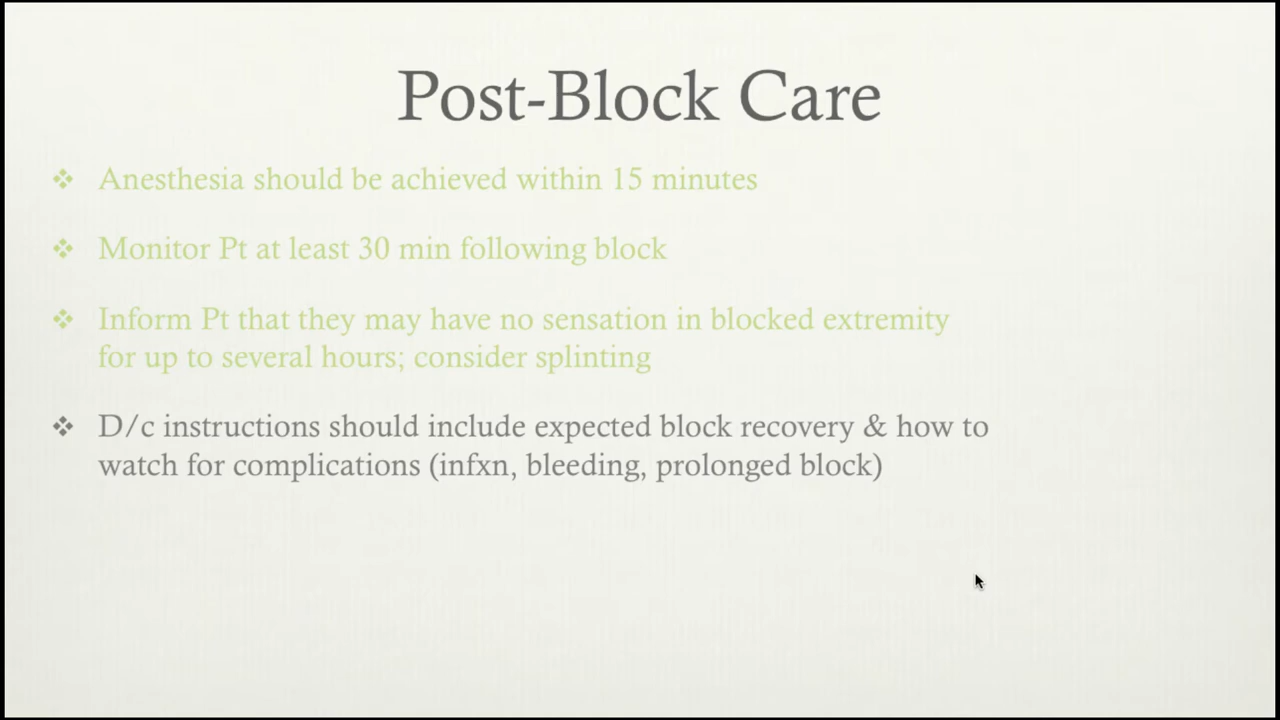 Post-Block Care
❖ Anesthesia should be achieved within 15 minutes
❖ Monitor Pt at least 30 min following block
❖ Inform Pt that they may have no sensation in blocked extremity
for up to several hours; consider splinting
❖ D/c instructions should include expected block recovery & how to
watch for complications (infxn, bleeding, prolonged block)